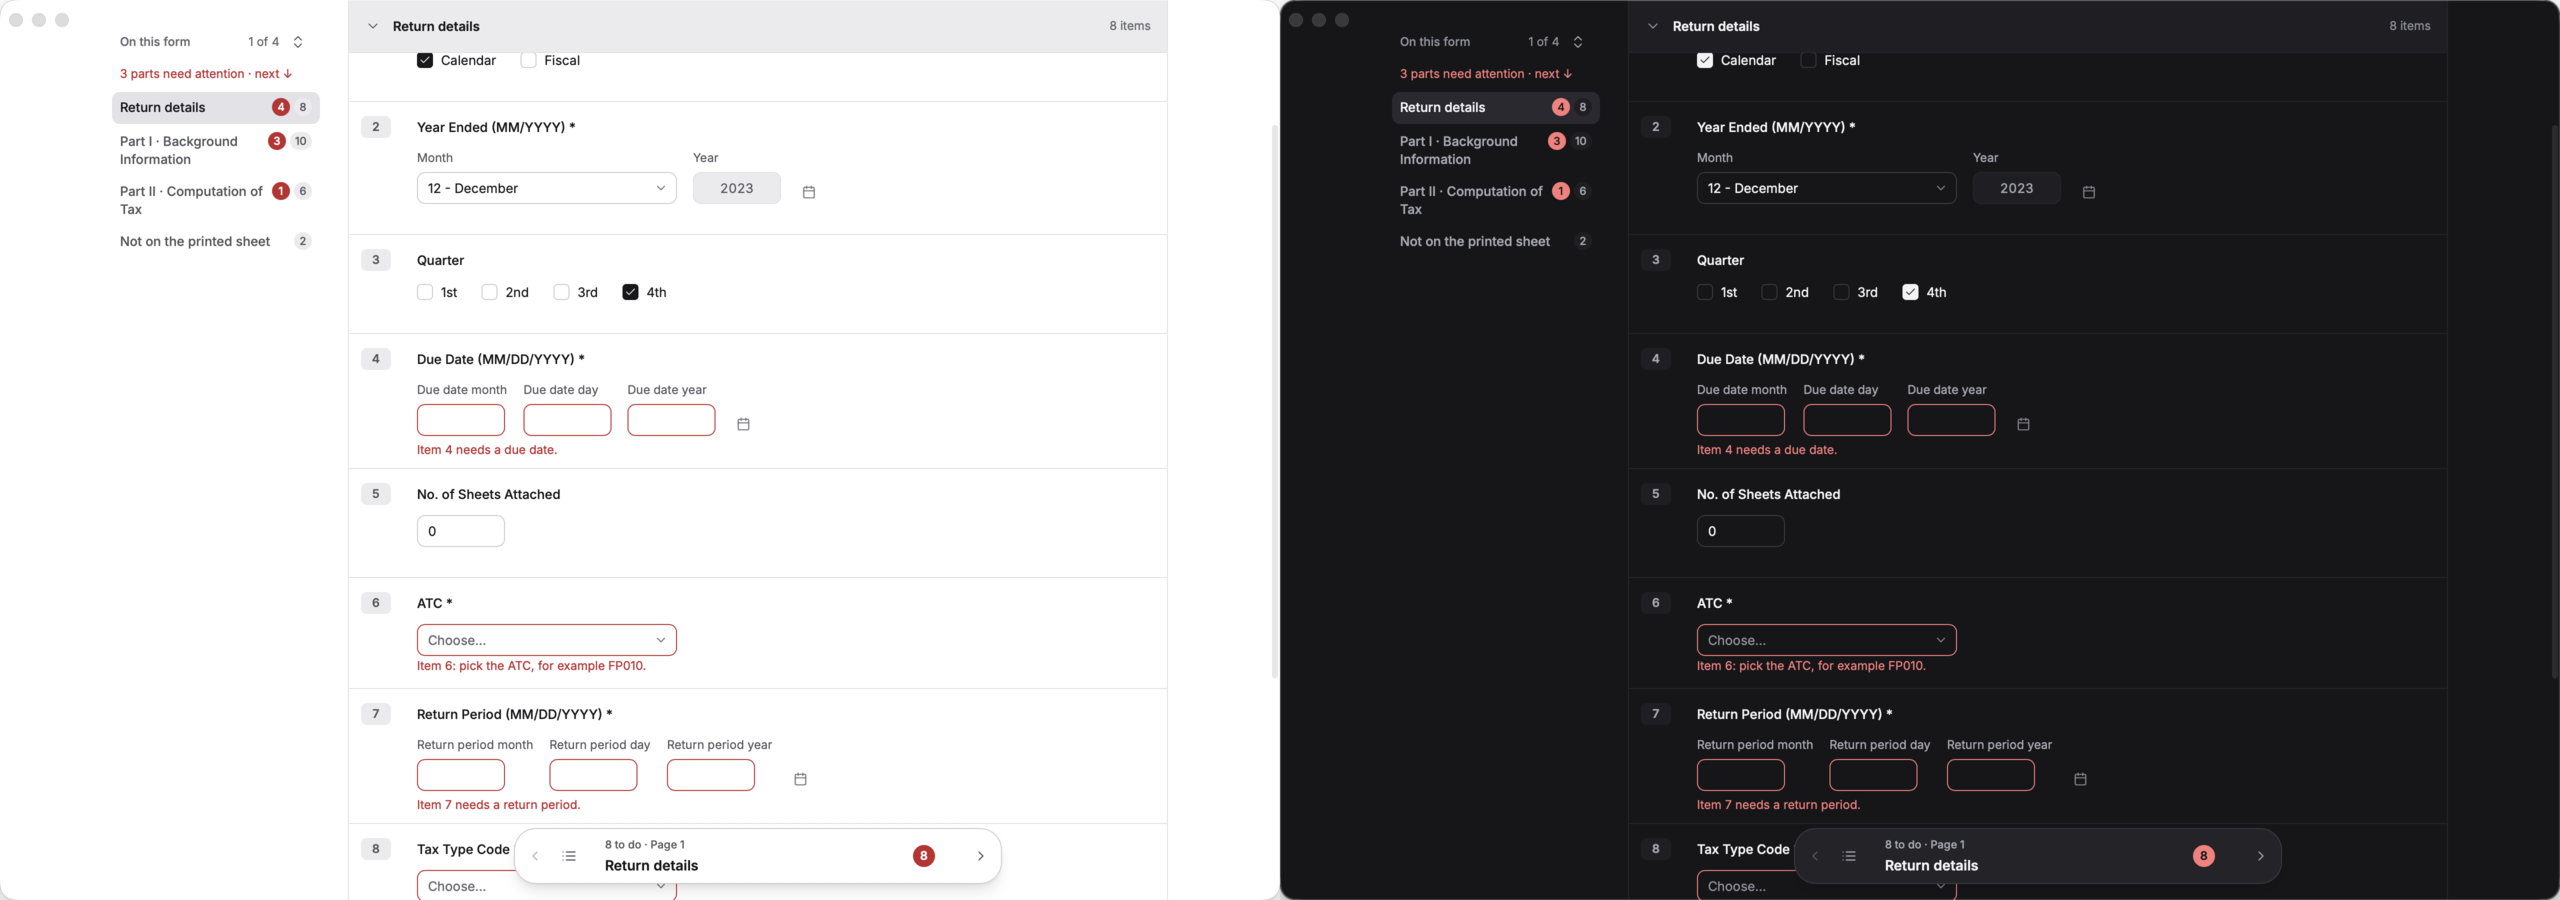 On this form 1 of 4
3 parts need attention · next ↓
Return details 4 8
Part I · Background Information 3 10
Part II · Computation of Tax 1 6
Not on the printed sheet 2
Return details 8 items
Calendar Fiscal
2 Year Ended (MM/YYYY) *
Month Year
12 - December 2023
3 Quarter
1st 2nd 3rd 4th
4 Due Date (MM/DD/YYYY) *
Due date month Due date day Due date year
Item 4 needs a due date.
5 No. of Sheets Attached
0
6 ATC *
Choose...
Item 6: pick the ATC, for example FP010.
7 Return Period (MM/DD/YYYY) *
Return period month Return period day Return period year
Item 7 needs a return period.
8 Tax Type Code
Choose...
8 to do · Page 1
Return details 8
On this form 1 of 4
3 parts need attention · next ↓
Return details 4 8
Part I · Background Information 3 10
Part II · Computation of Tax 1 6
Not on the printed sheet 2
Return details 8 items
Calendar Fiscal
2 Year Ended (MM/YYYY) *
Month Year
12 - December 2023
3 Quarter
1st 2nd 3rd 4th
4 Due Date (MM/DD/YYYY) *
Due date month Due date day Due date year
Item 4 needs a due date.
5 No. of Sheets Attached
0
6 ATC *
Choose...
Item 6: pick the ATC, for example FP010.
7 Return Period (MM/DD/YYYY) *
Return period month Return period day Return period year
Item 7 needs a return period.
8 Tax Type Code
Choose...
8 to do · Page 1
Return details 8